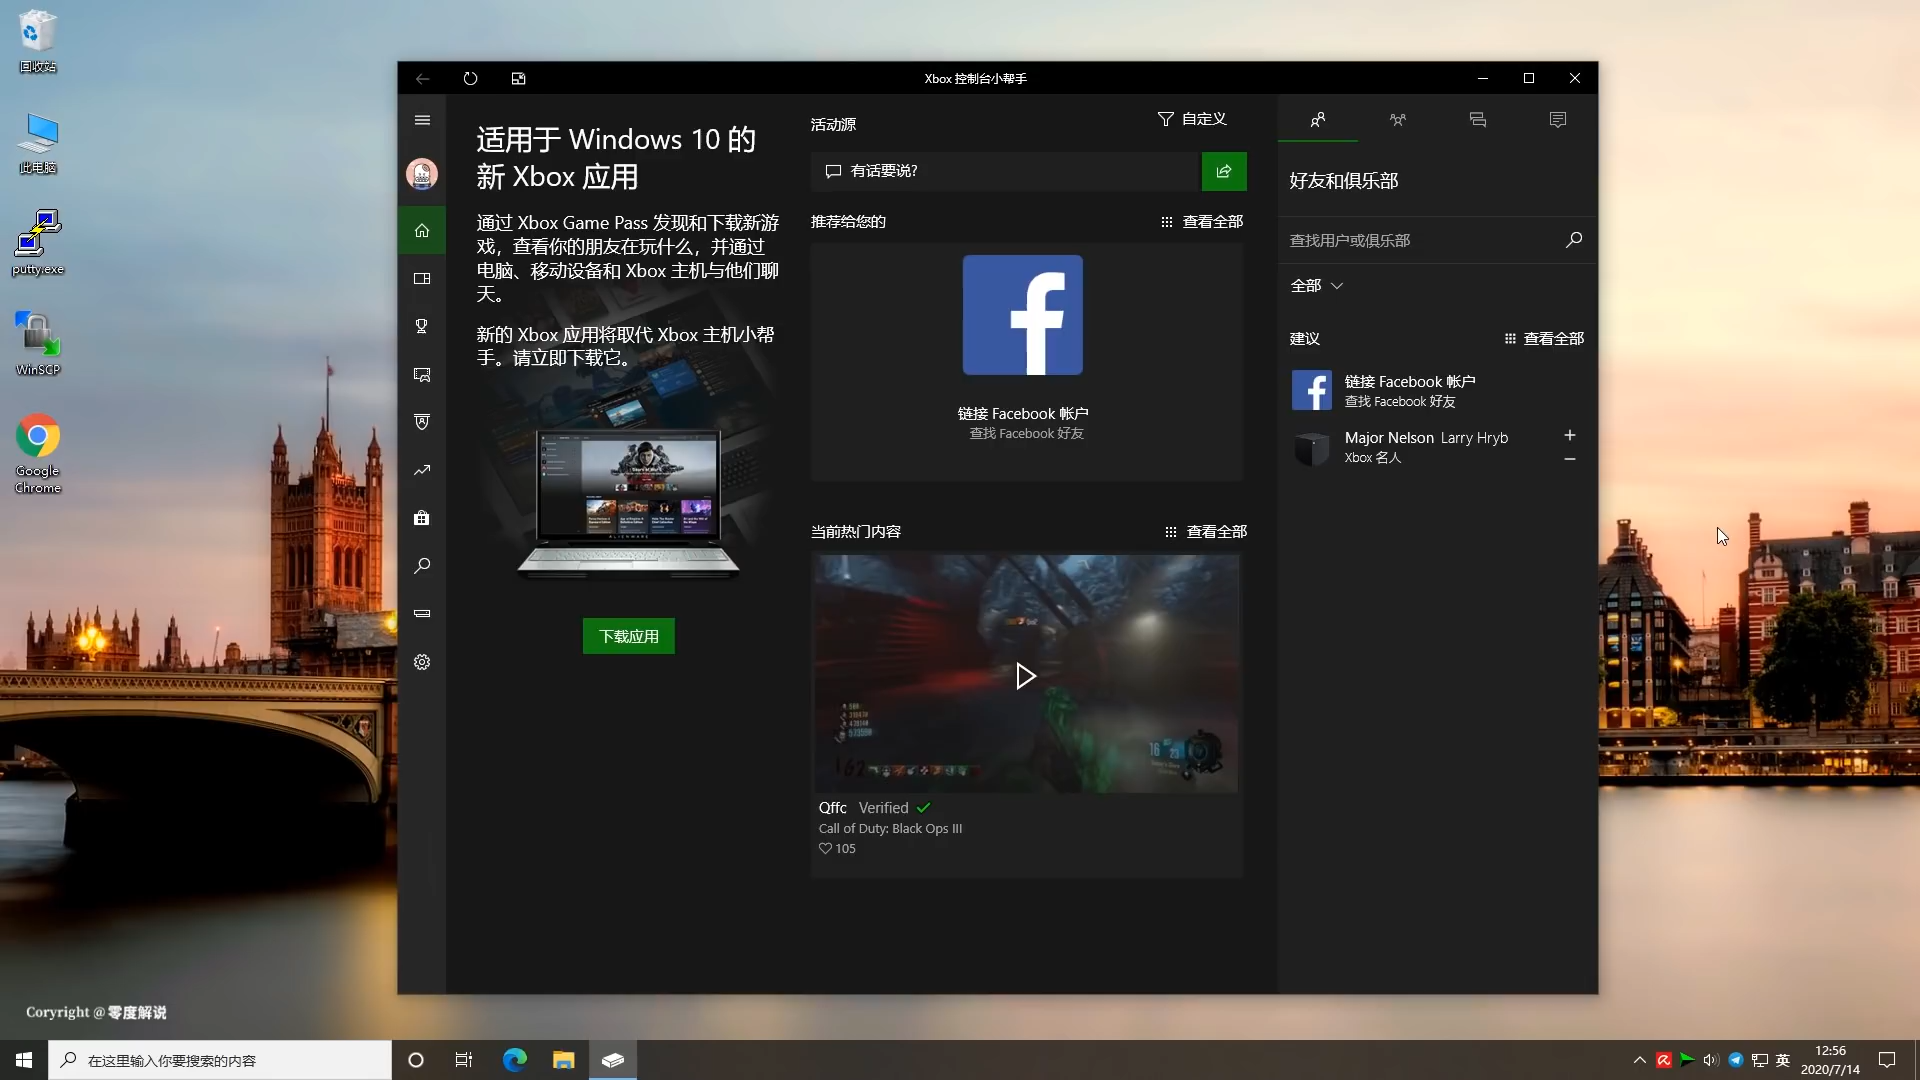 回收站
此电脑
putty.exe
WinSCP
Google
Chrome
Xbox 控制台小帮手
适用于 Windows 10 的
新 Xbox 应用
通过 Xbox Game Pass 发现和下载新游
戏，查看你的朋友在玩什么，并通过
电脑、移动设备和 Xbox 主机与他们聊
天。
新的 Xbox 应用将取代 Xbox 主机小帮
手。请立即下载它。
ALIENWARE
下载应用
活动源
自定义
有话要说?
推荐给您的
查看全部
链接 Facebook 帐户
查找 Facebook 好友
当前热门内容
查看全部
162
16
23
Qffc Verified
Call of Duty: Black Ops III
105
好友和俱乐部
查找用户或俱乐部
全部
建议
查看全部
链接 Facebook 帐户
查找 Facebook 好友
Major Nelson Larry Hryb
Xbox 名人
Coryright @ 零度解说
在这里输入你要搜索的内容
英
12:56
2020/7/14